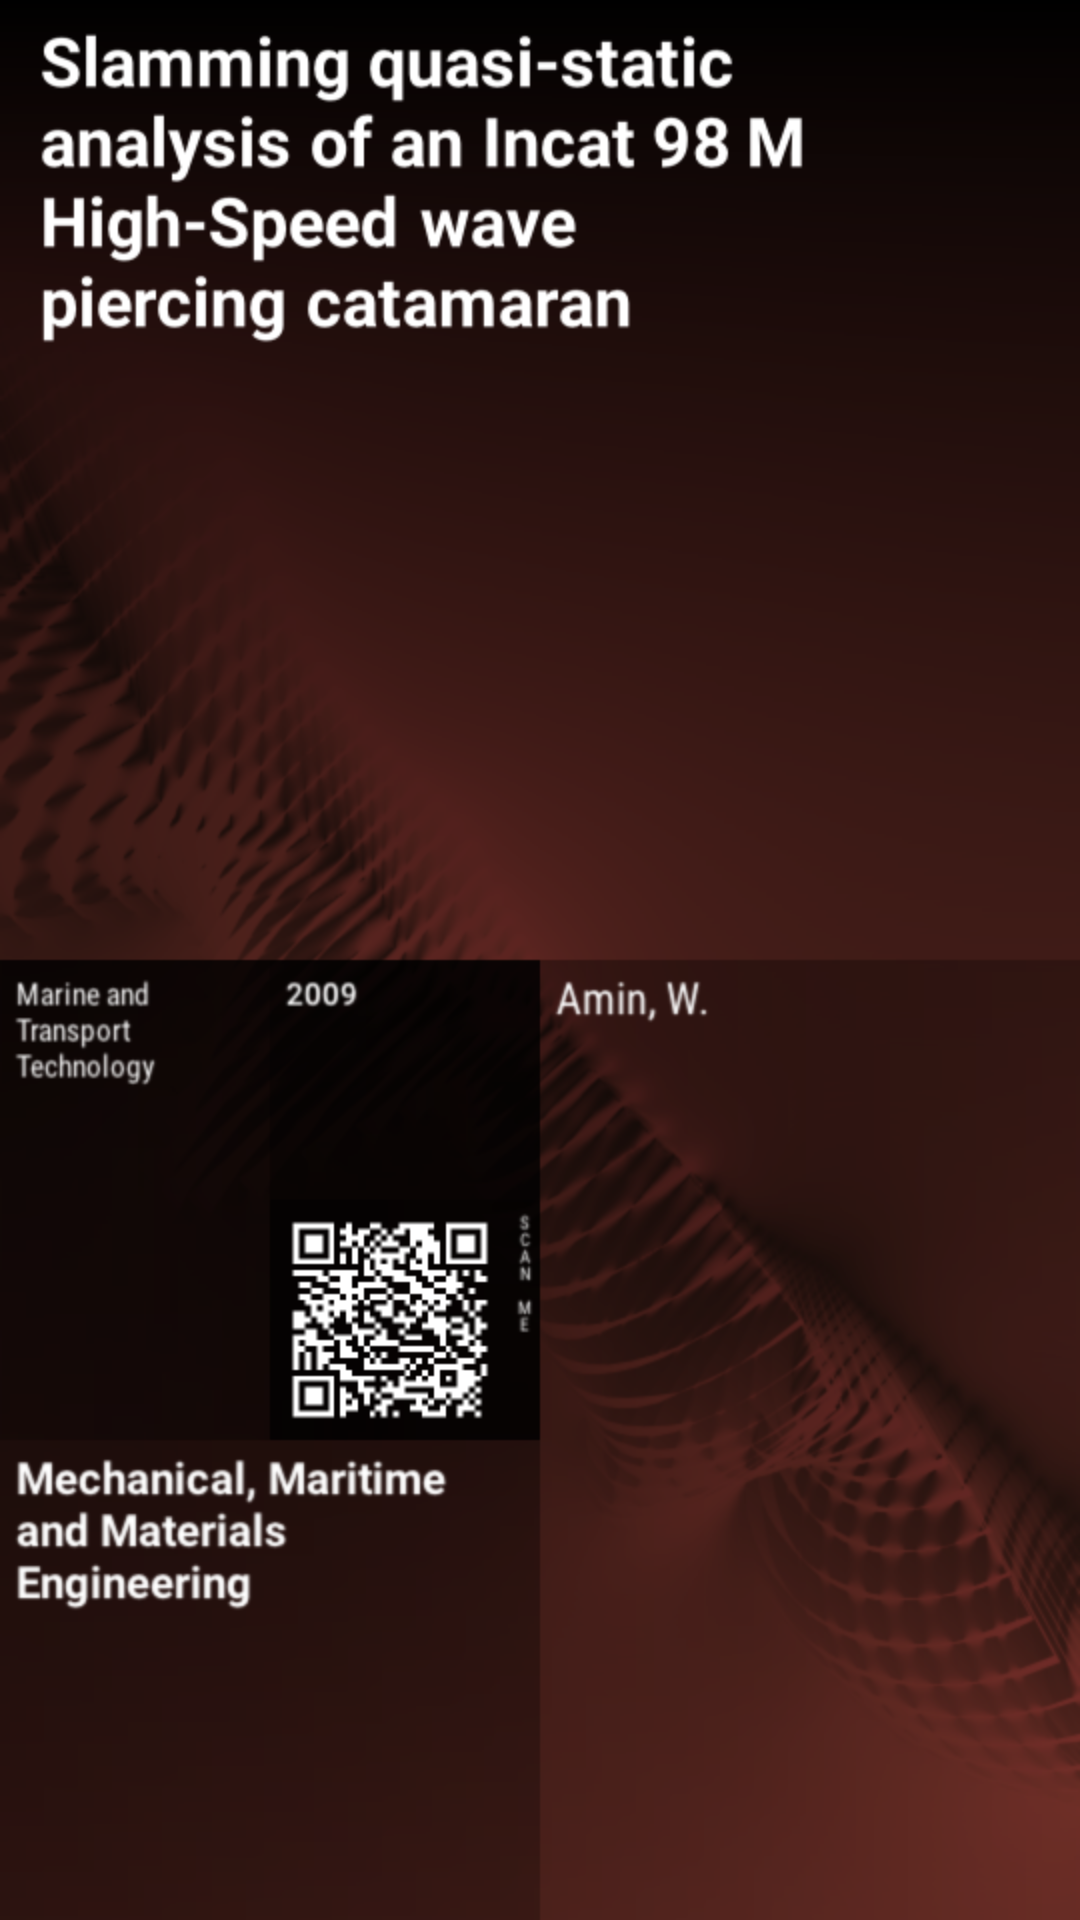 Slamming quasi-static
analysis of an Incat 98 M
High-Speed wave
piercing catamaran
Marine and
Transport
Technology
2009
Amin, W.
SCAN ME
Mechanical, Maritime
and Materials
Engineering